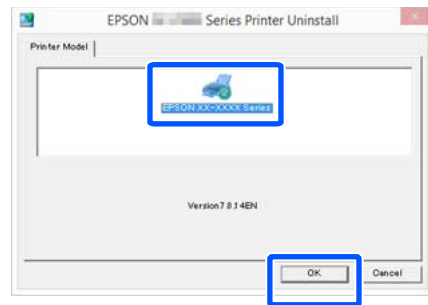 EPSON Series Printer Uninstall
Printer Model
EPSON XX-XXXX Series
Version7.8.14EN
OK Cancel